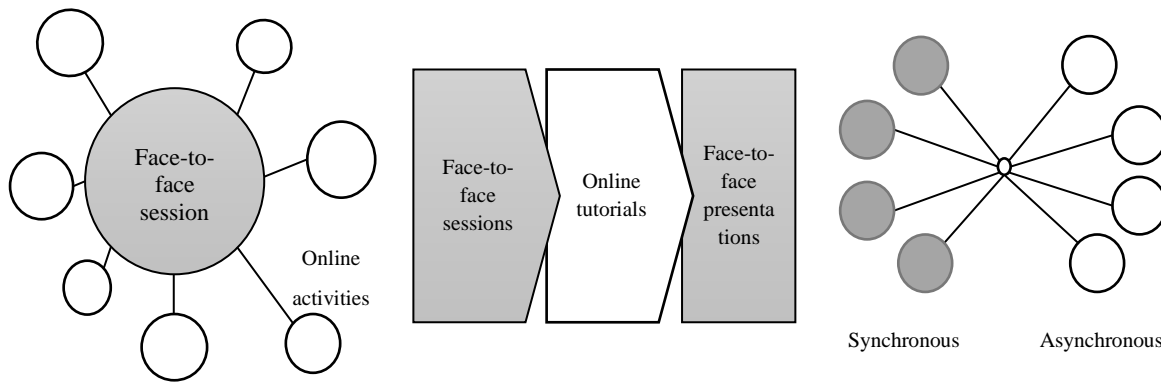 Face-to-
face
session
Online
activities
Face-to-
face
sessions
Online
tutorials
Face-to-
face
presenta
tions
Synchronous
Asynchronous